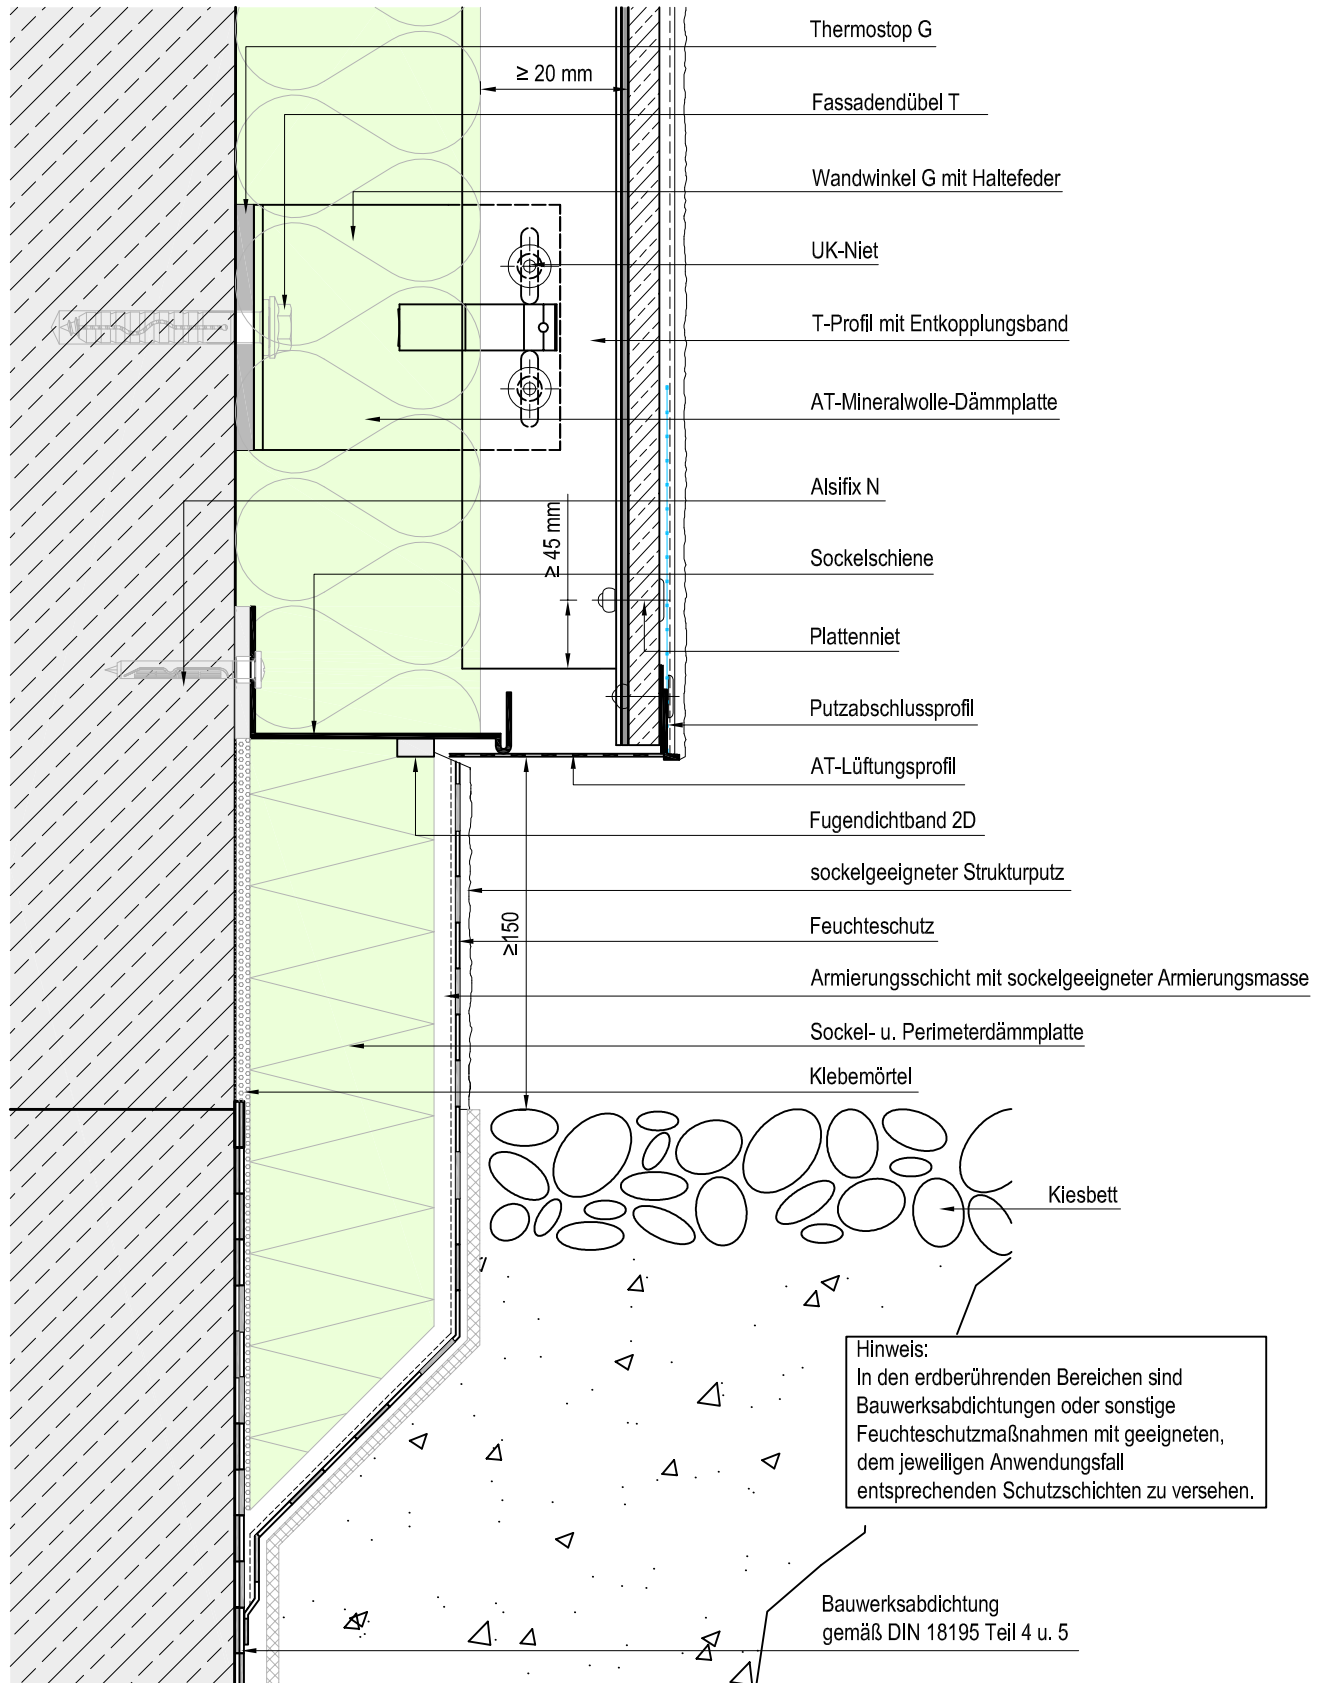 Thermostop G
≥ 20 mm
Fassadendübel T
Wandwinkel G mit Haltefeder
UK-Niet
T-Profil mit Entkopplungsband
AT-Mineralwolle-Dämmplatte
Alsifix N
≥ 45 mm
Sockelschiene
Plattenniet
Putzabschlussprofil
AT-Lüftungsprofil
Fugendichtband 2D
sockelgeeigneter Strukturputz
≥150
Feuchteschutz
Armierungsschicht mit sockelgeeigneter Armierungsmasse
Sockel- u. Perimeterdämmplatte
Klebemörtel
Kiesbett
Hinweis:
In den erdberührenden Bereichen sind
Bauwerksabdichtungen oder sonstige
Feuchteschutzmaßnahmen mit geeigneten,
dem jeweiligen Anwendungsfall
entsprechenden Schutzschichten zu versehen.
Bauwerksabdichtung
gemäß DIN 18195 Teil 4 u. 5